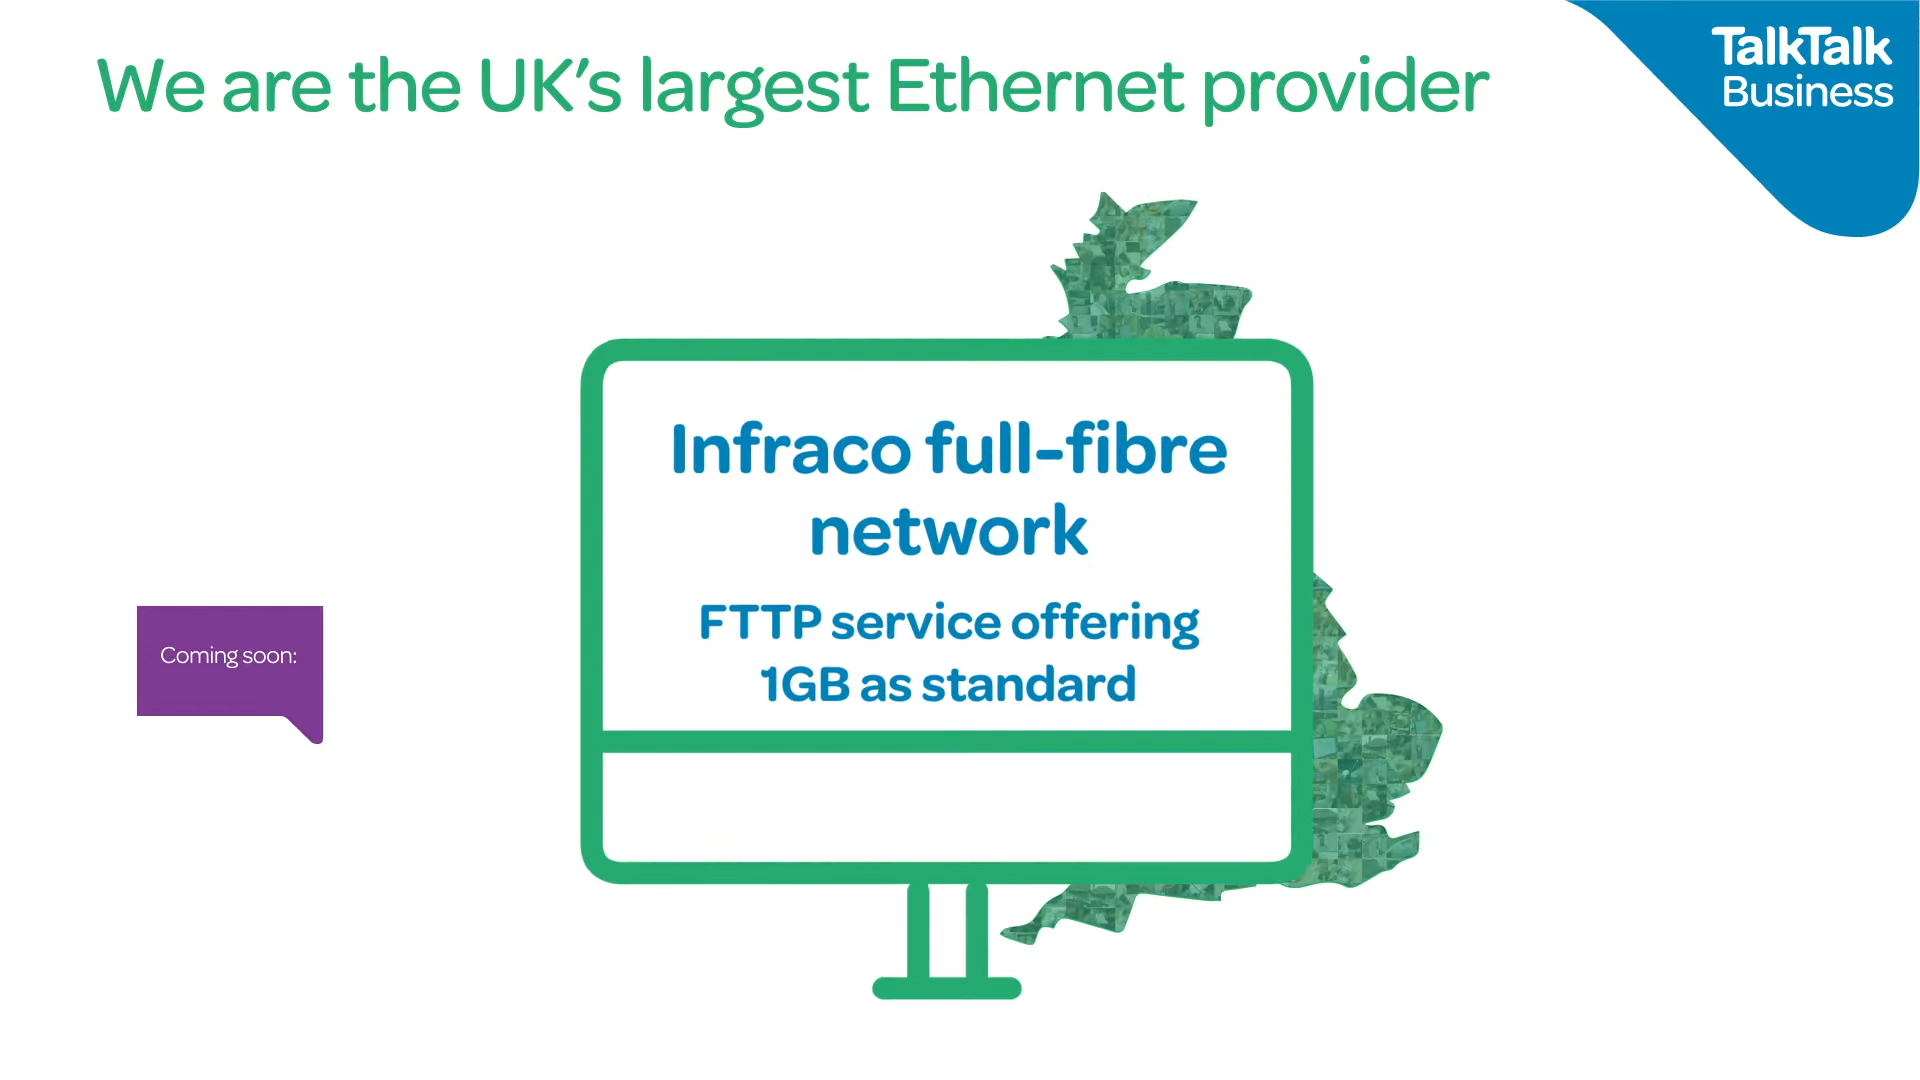 We are the UK's largest Ethernet provider
TalkTalk
Business
Infraco full-fibre
network
FTTP service offering
1GB as standard
Coming soon: